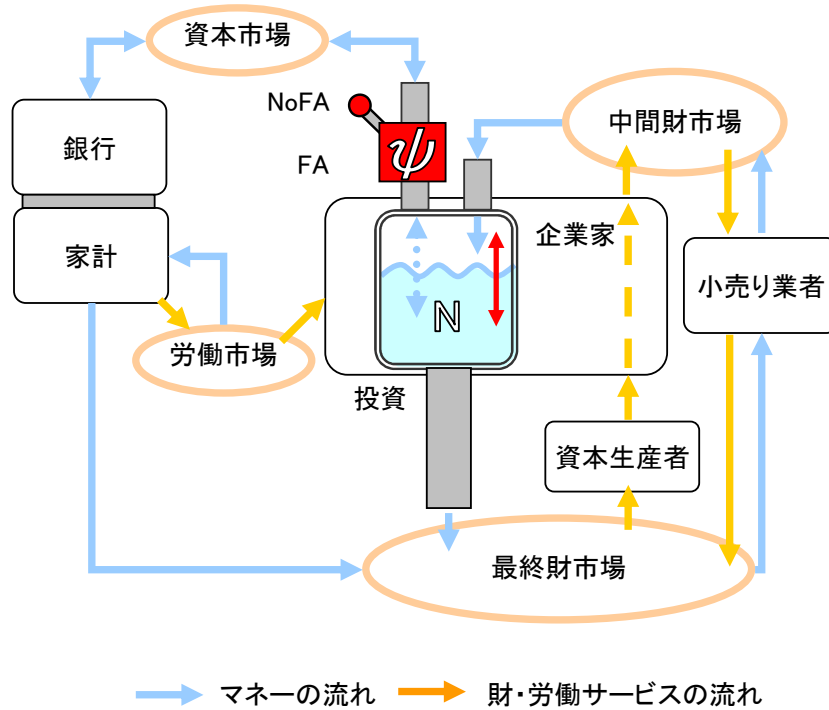 資本市場
NoFA
中間財市場
銀行
ψ
FA
企業家
家計
小売り業者
N
労働市場
投資
資本生産者
最終財市場
マネーの流れ
財・労働サービスの流れ